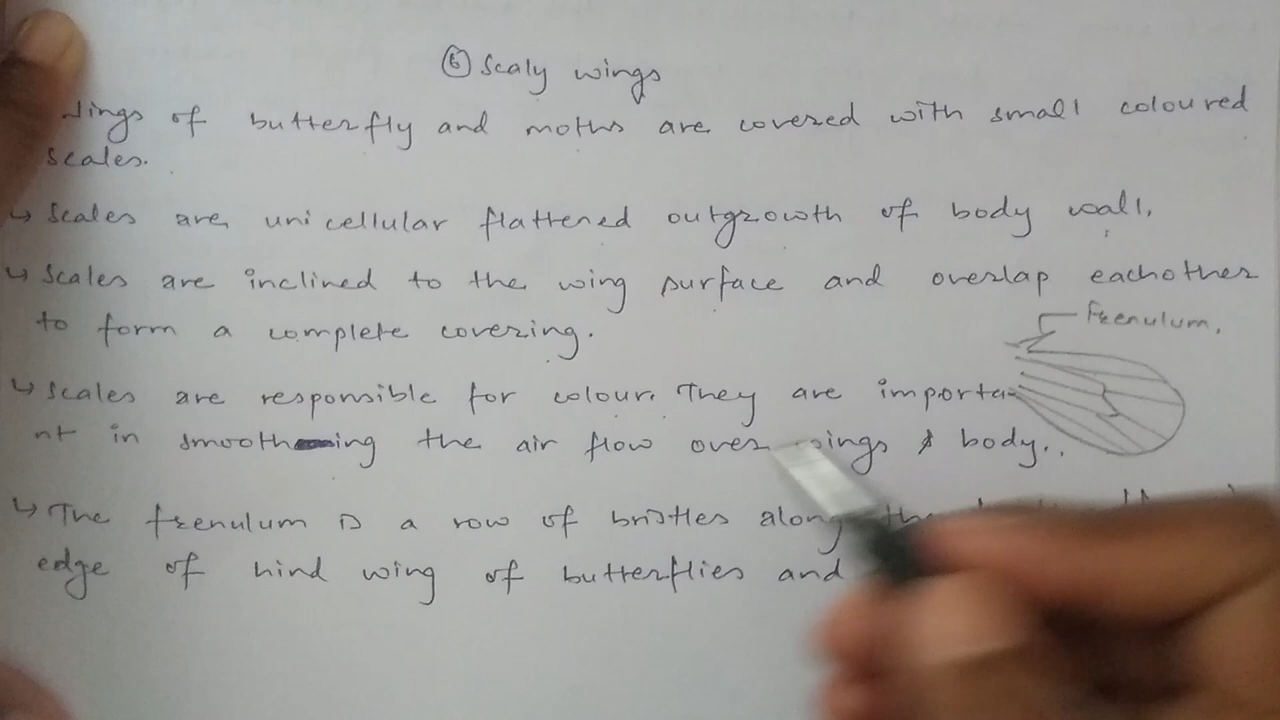 ⑥ Scaly wings
of butterfly and moths are covered with small coloured
scales.
↳ Scales are unicellular flattened outgrowth of body wall.
↳ Scales are inclined to the wing surface and overlap eachother
to form a complete covering.
Frenulum.
↳ Scales are responsible for colour. They are importa-
nt in smoothing the air flow over wings & body..
↳ The frenulum is a row of bristles along the
edge of hind wing of butterflies and